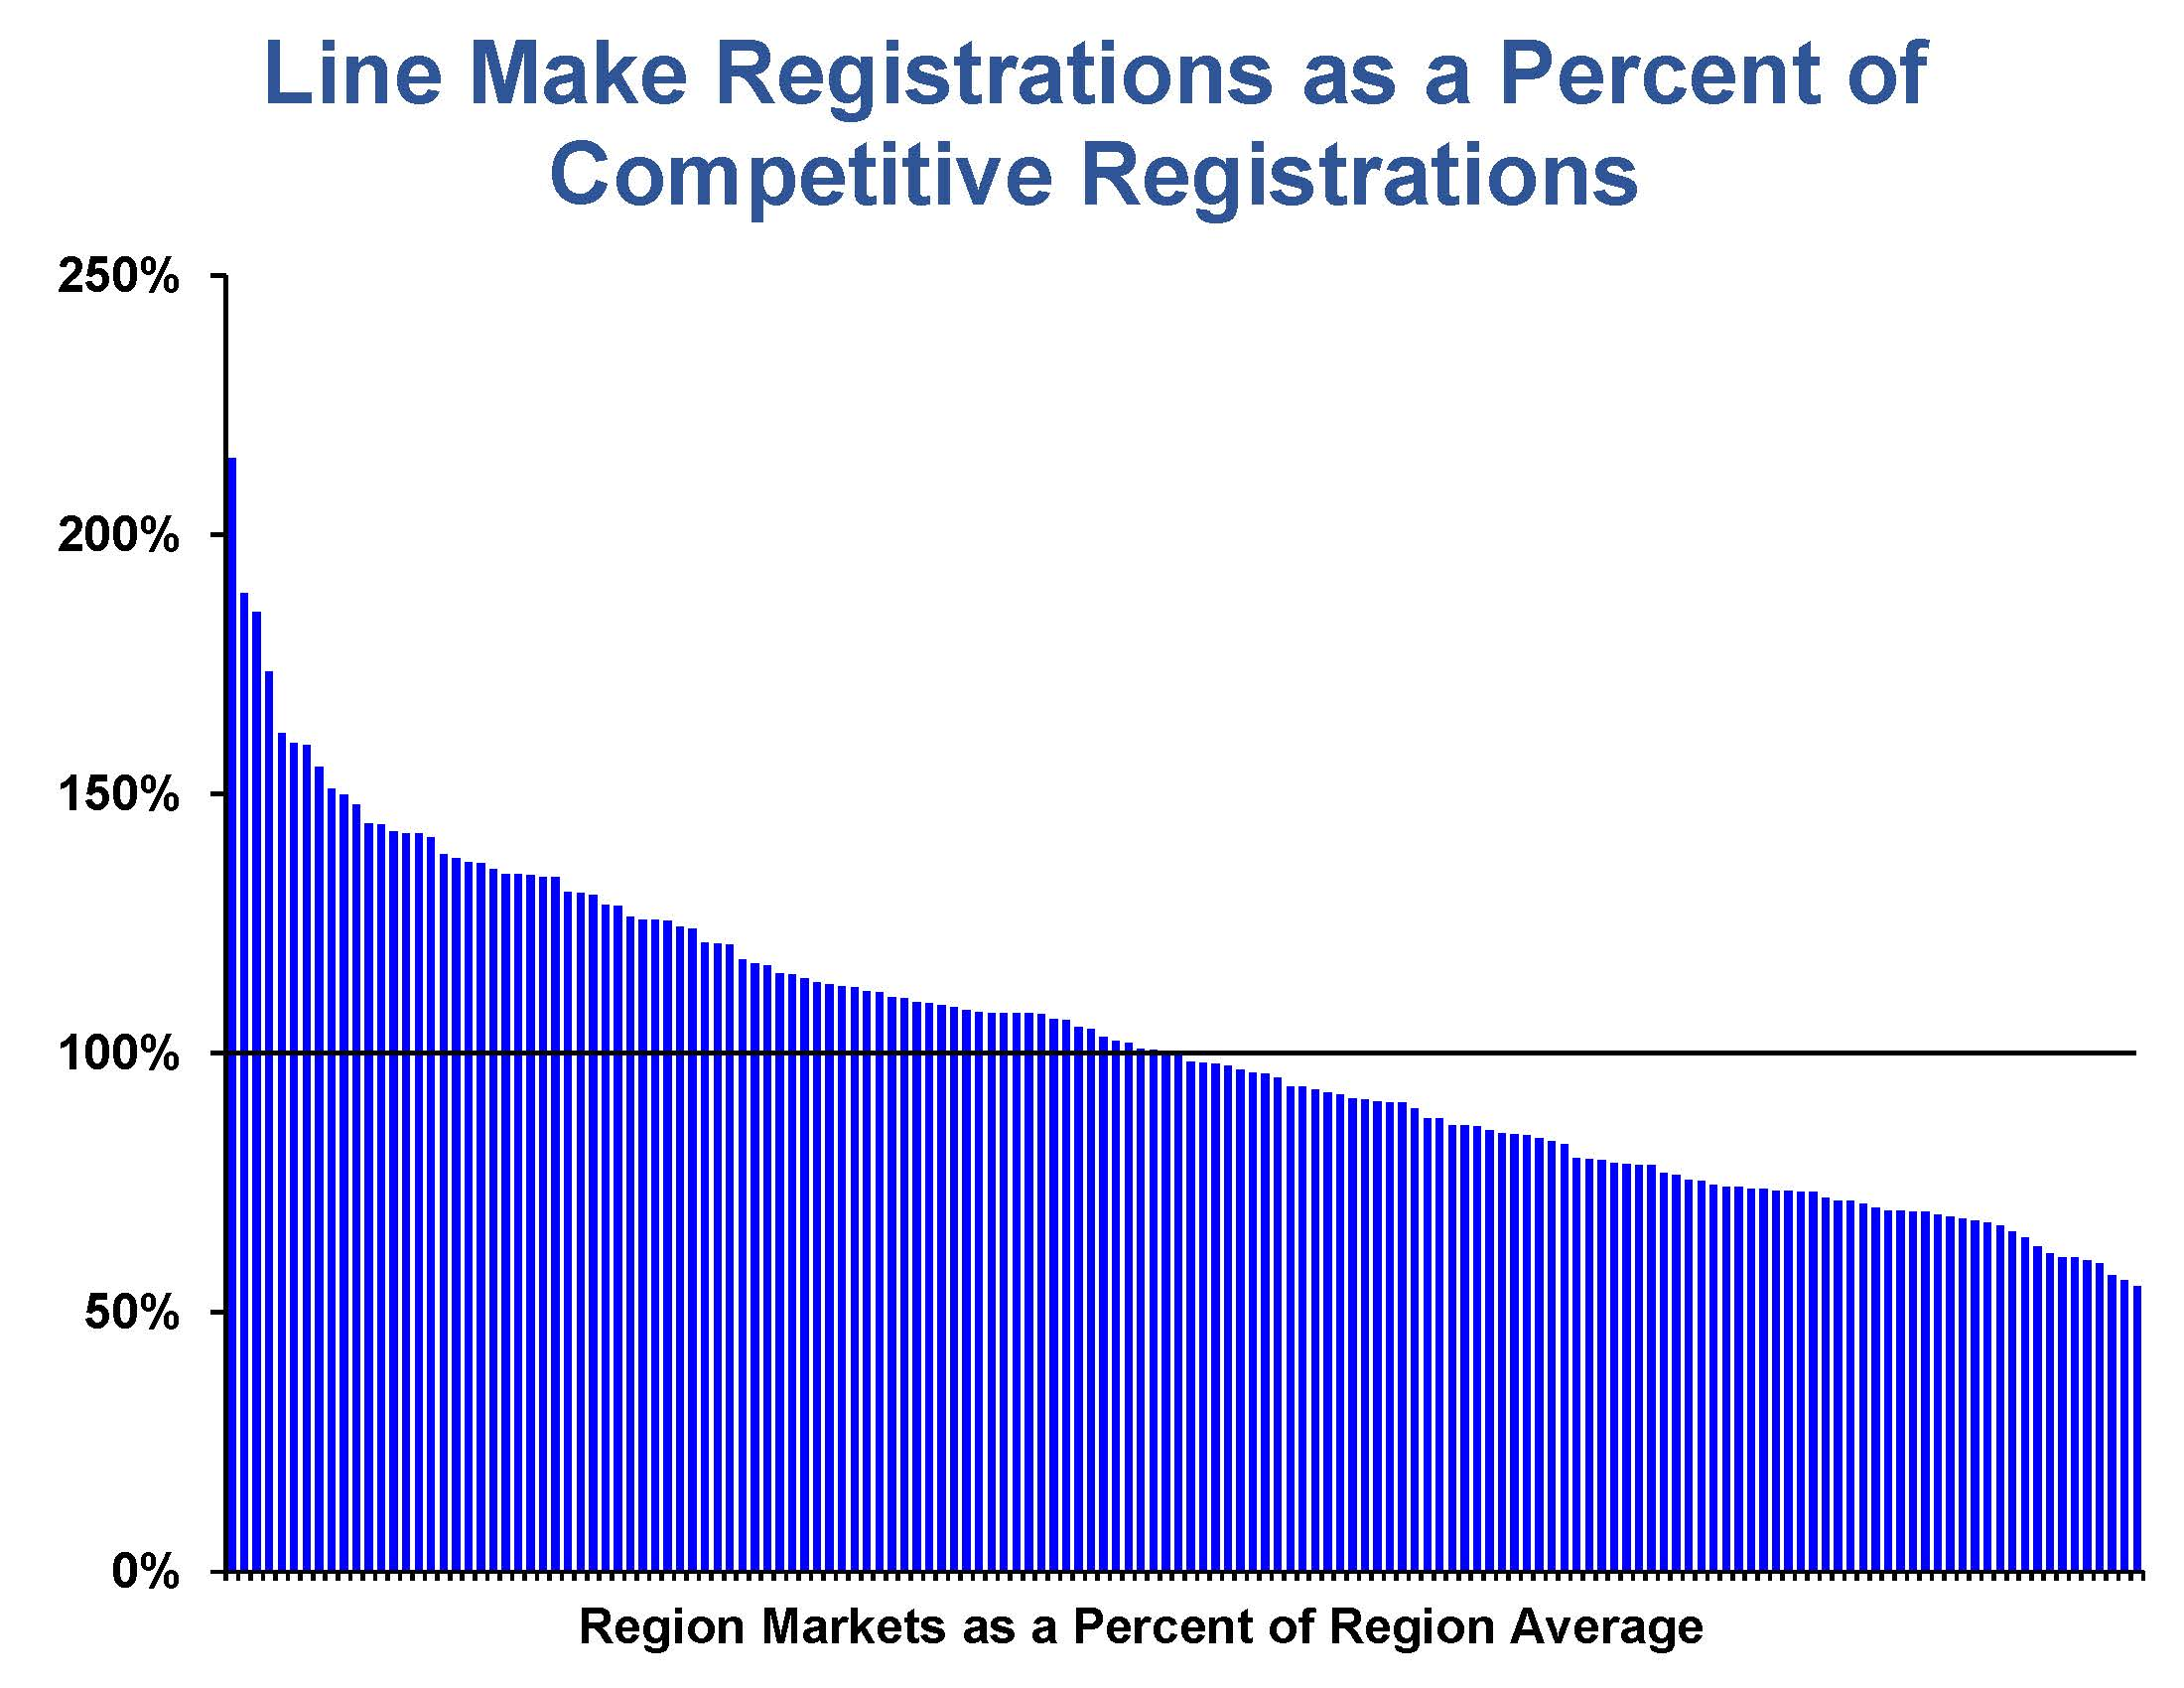 Line Make Registrations as a Percent of
Competitive Registrations
250%
200%
150%
100%
50%
0%
Region Markets as a Percent of Region Average